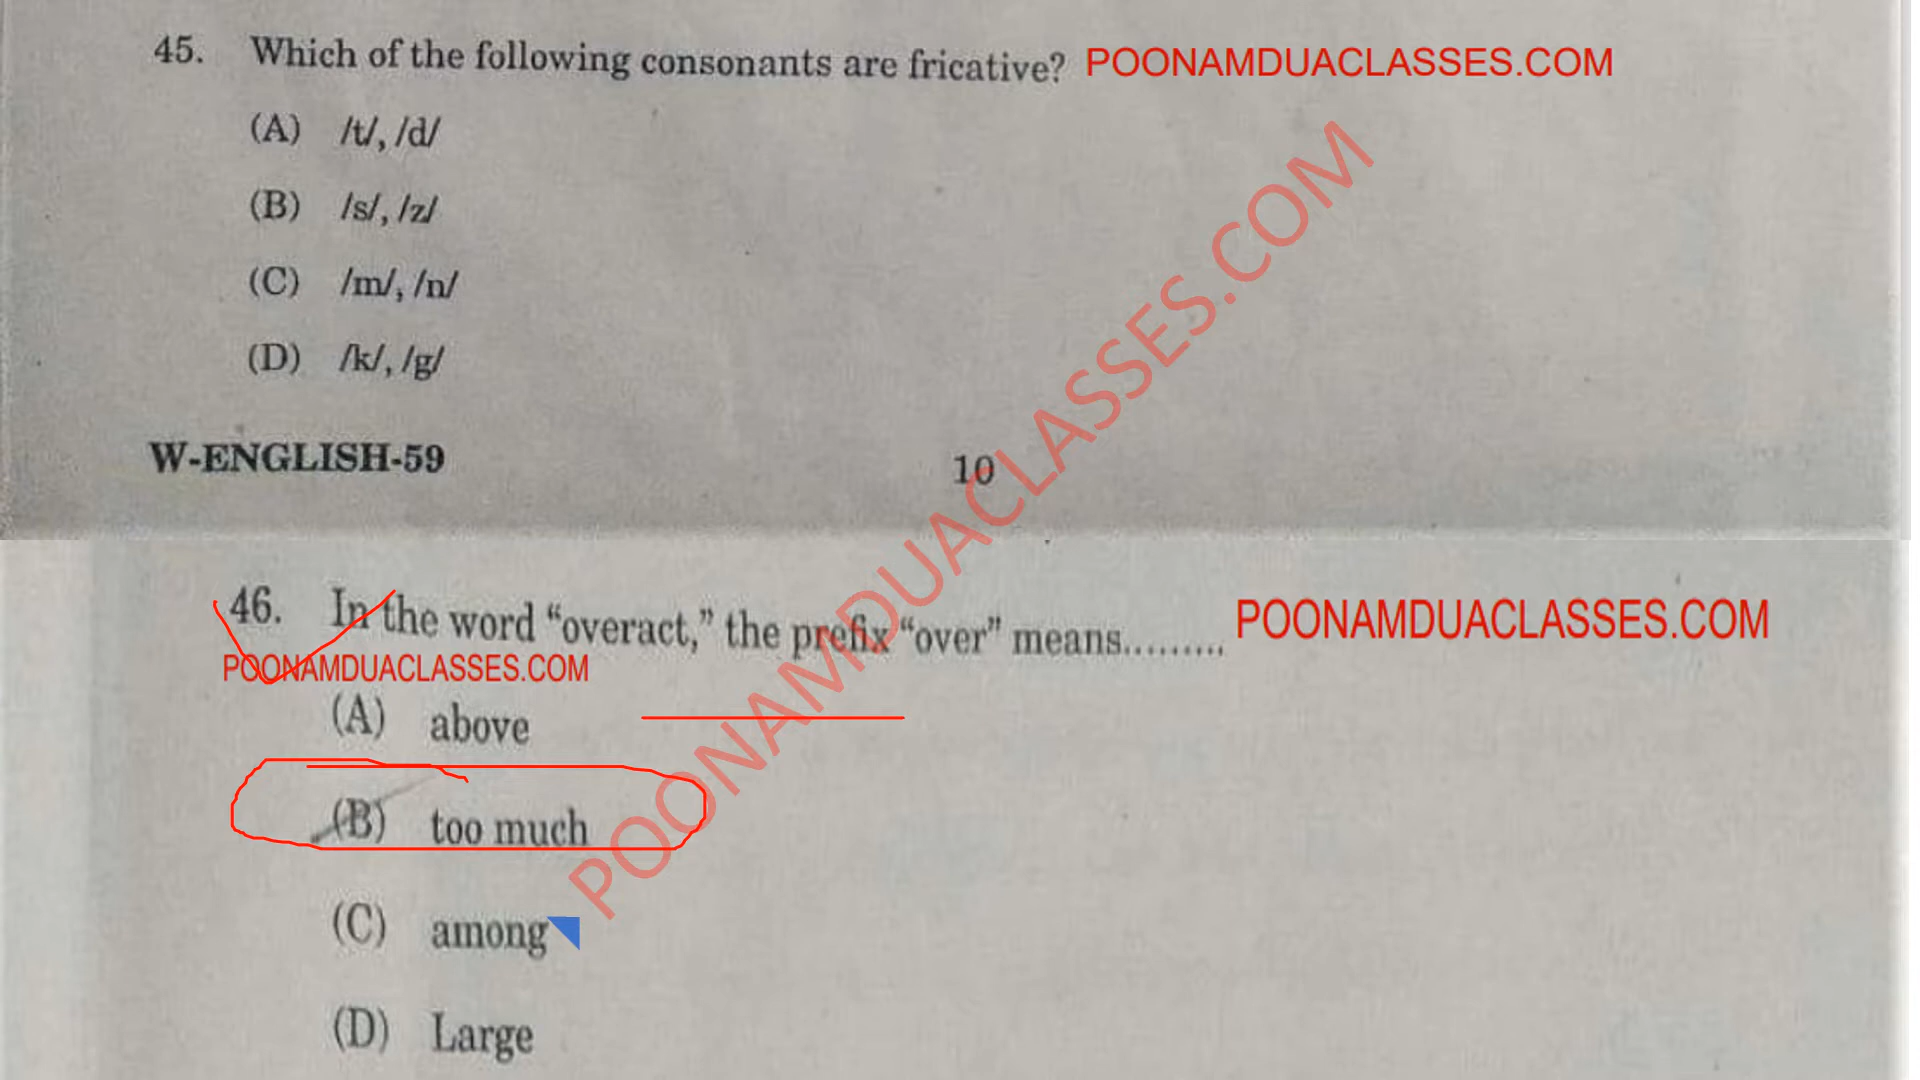 45. Which of the following consonants are fricative? POONAMDUACLASSES.COM
(A) /t/, /d/
(B) /s/, /z/
(C) /m/, /n/
(D) /k/, /g/
W-ENGLISH-59 10
46. In the word “overact,” the prefix “over” means......... POONAMDUACLASSES.COM
POONAMDUACLASSES.COM
(A) above
(B) too much
(C) among
(D) Large
POONAMDUACLASSES.COM